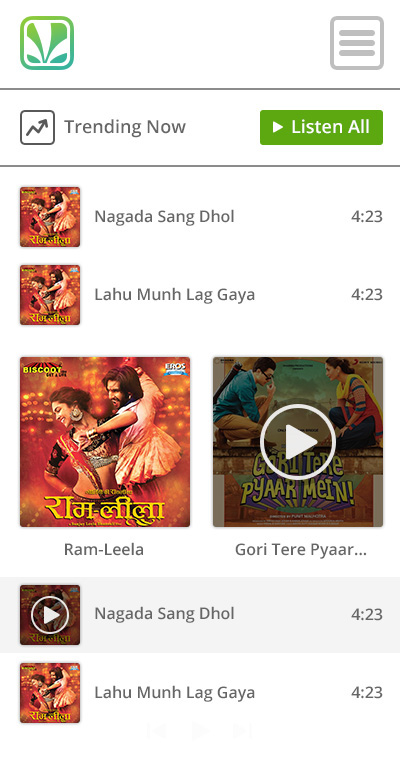 Trending Now
Listen All
Nagada Sang Dhol
4:23
Lahu Munh Lag Gaya
4:23
BISCOOT
EROS
राम-लीला
GORI TERE
PYAAR MEIN!
Ram-Leela
Gori Tere Pyaar...
Nagada Sang Dhol
4:23
Lahu Munh Lag Gaya
4:23